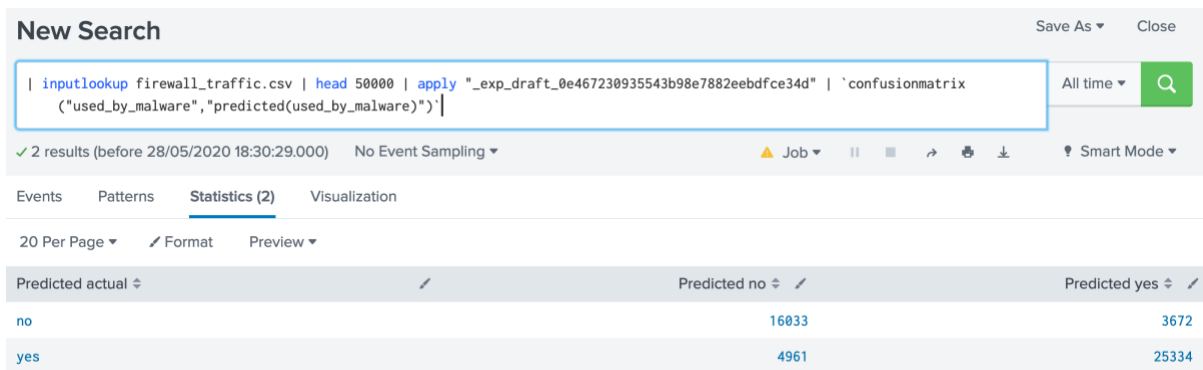 New Search
Save As Close
| inputlookup firewall_traffic.csv | head 50000 | apply "_exp_draft_0e467230935543b98e7882eebdfce34d" | `confusionmatrix
("used_by_malware","predicted(used_by_malware)")`
All time
✓ 2 results (before 28/05/2020 18:30:29.000) No Event Sampling Job Smart Mode
Events Patterns Statistics (2) Visualization
20 Per Page Format Preview
Predicted actual Predicted no Predicted yes
no 16033 3672
yes 4961 25334